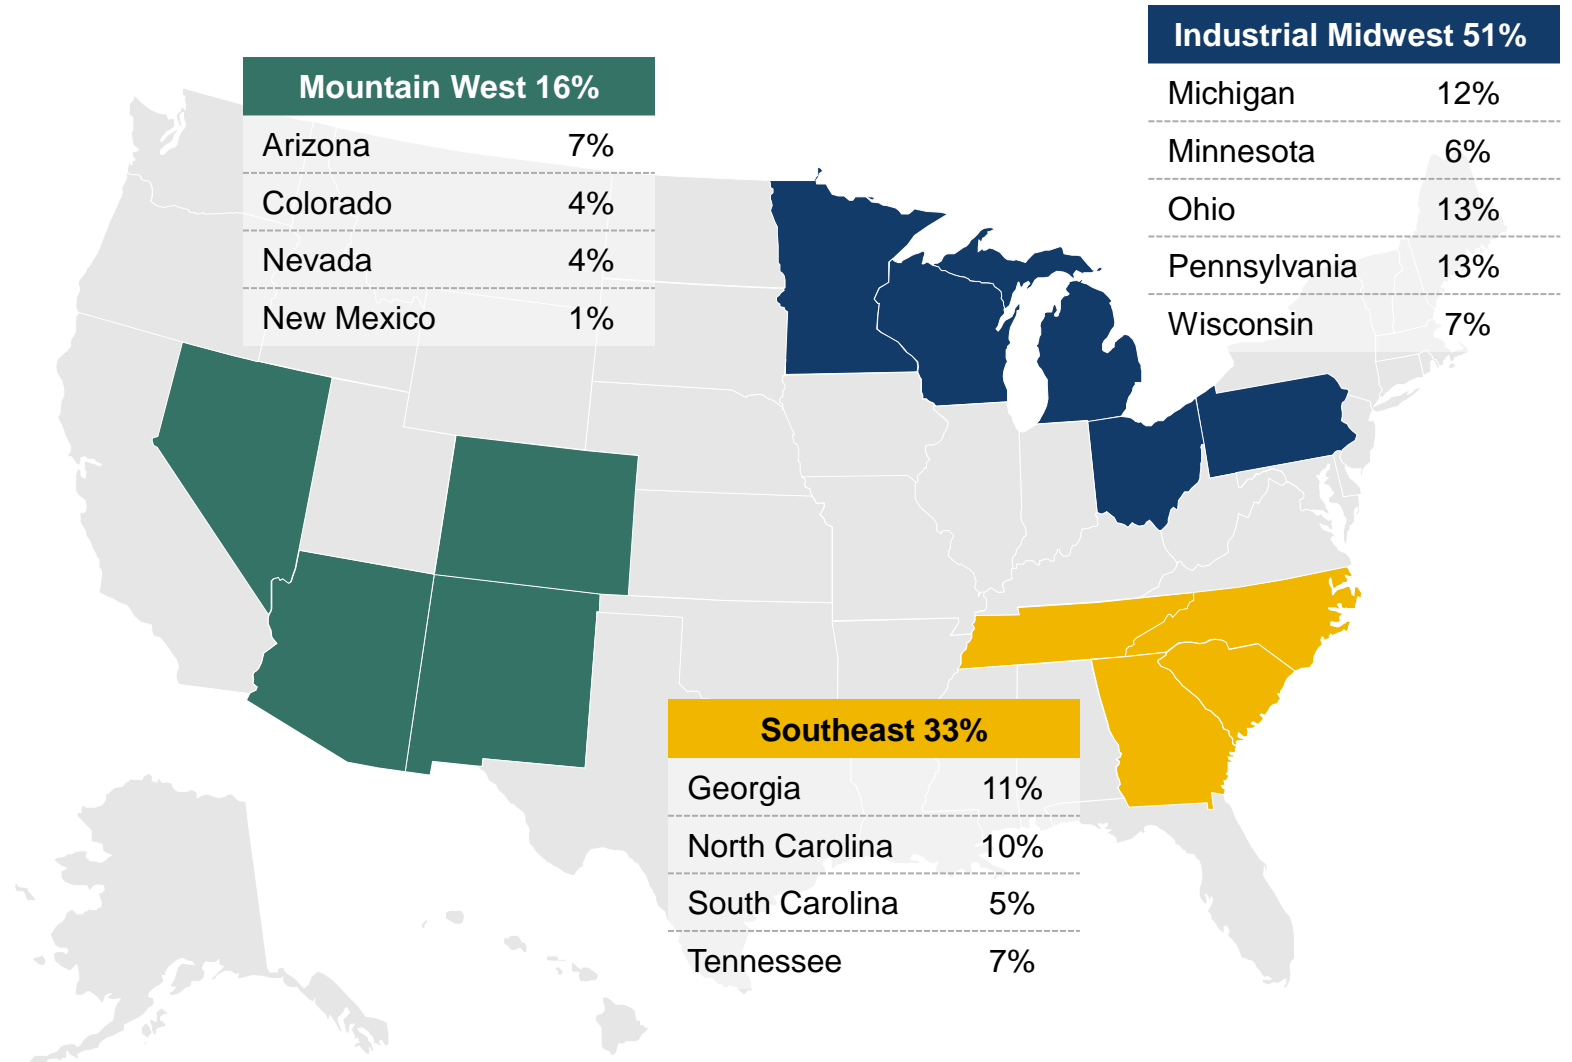 Mountain West 16%
Arizona 7%
Colorado 4%
Nevada 4%
New Mexico 1%
Industrial Midwest 51%
Michigan 12%
Minnesota 6%
Ohio 13%
Pennsylvania 13%
Wisconsin 7%
Southeast 33%
Georgia 11%
North Carolina 10%
South Carolina 5%
Tennessee 7%